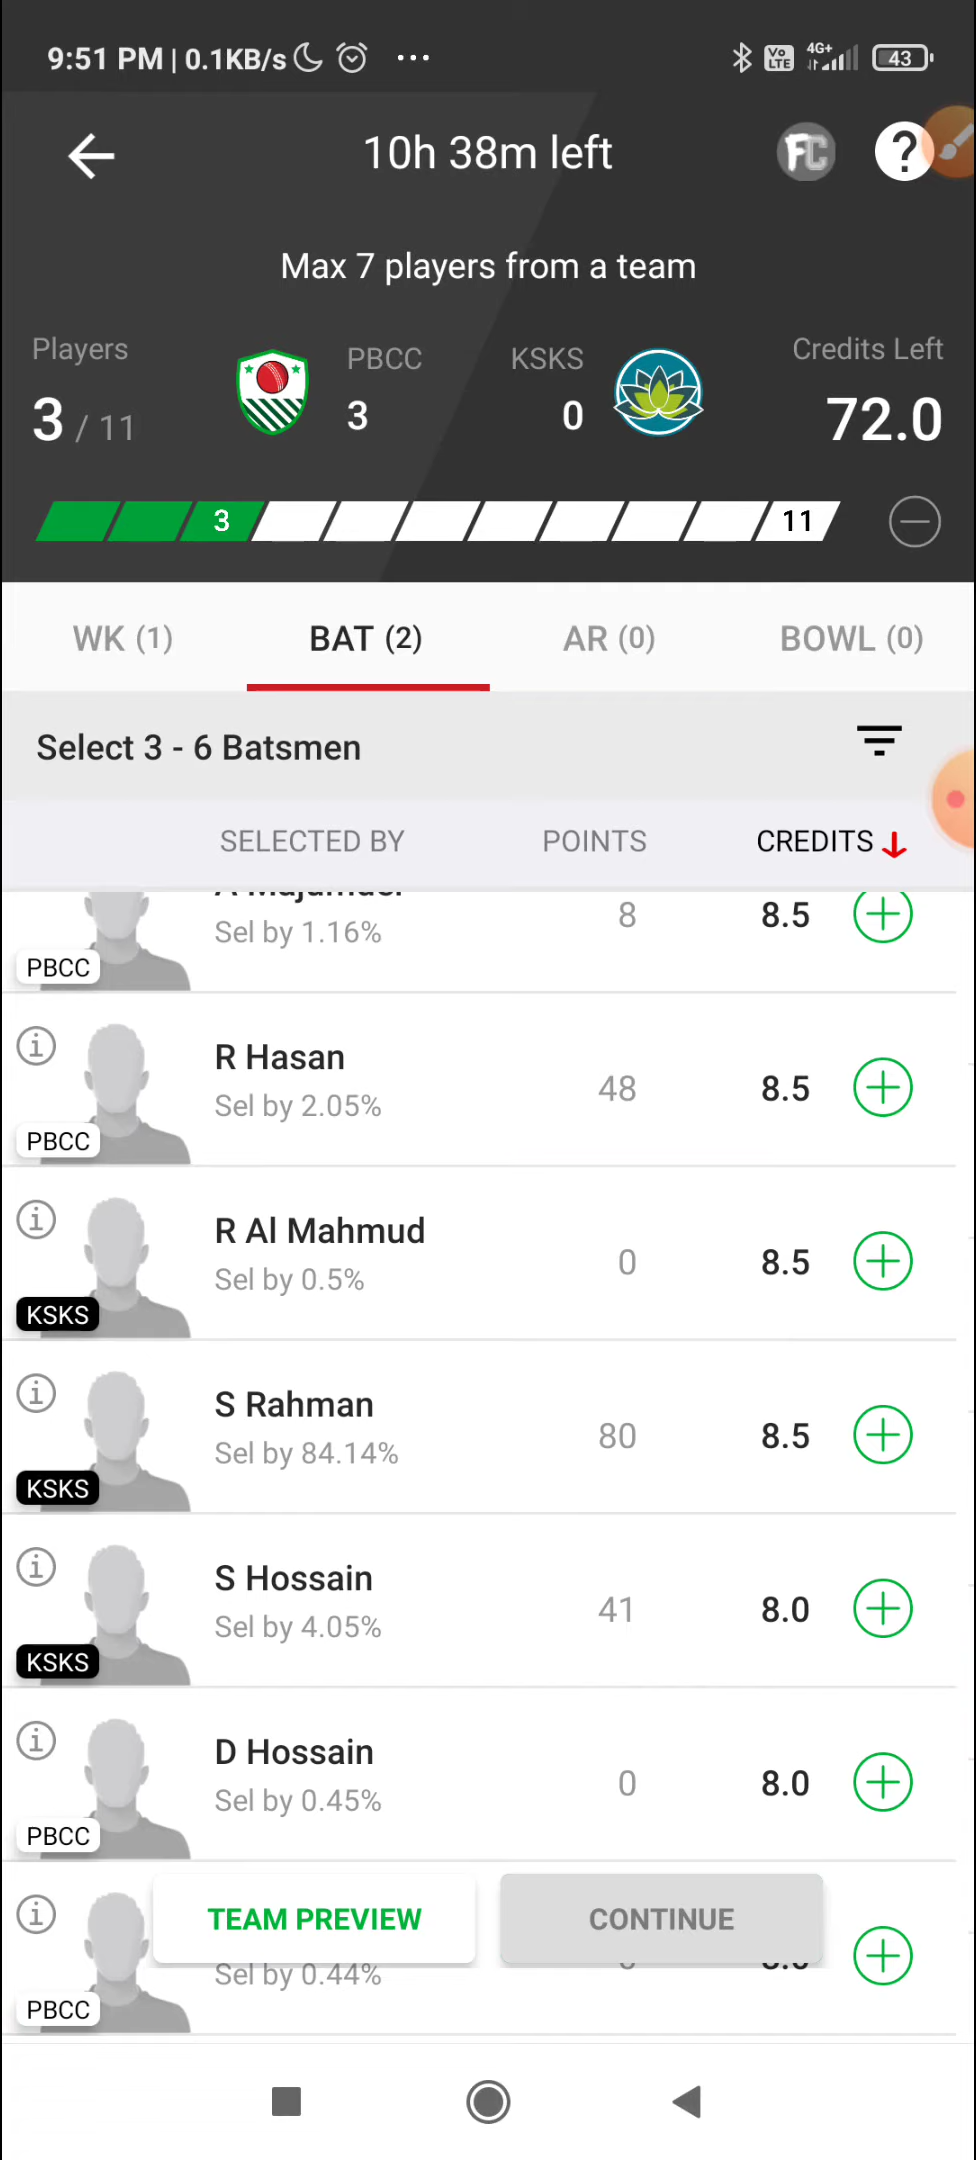 9:51 PM | 0.1KB/s ... Vo LTE 4G+ 43
10h 38m left FC ?
Max 7 players from a team
Players PBCC KSKS Credits Left
3 / 11 3 0 72.0
3 11
WK (1) BAT (2) AR (0) BOWL (0)
Select 3 - 6 Batsmen
SELECTED BY POINTS CREDITS
Sel by 1.16% 8 8.5
PBCC
R Hasan
Sel by 2.05% 48 8.5
PBCC
R Al Mahmud
Sel by 0.5% 0 8.5
KSKS
S Rahman
Sel by 84.14% 80 8.5
KSKS
S Hossain
Sel by 4.05% 41 8.0
KSKS
D Hossain
Sel by 0.45% 0 8.0
PBCC
TEAM PREVIEW CONTINUE
Sel by 0.44%
PBCC